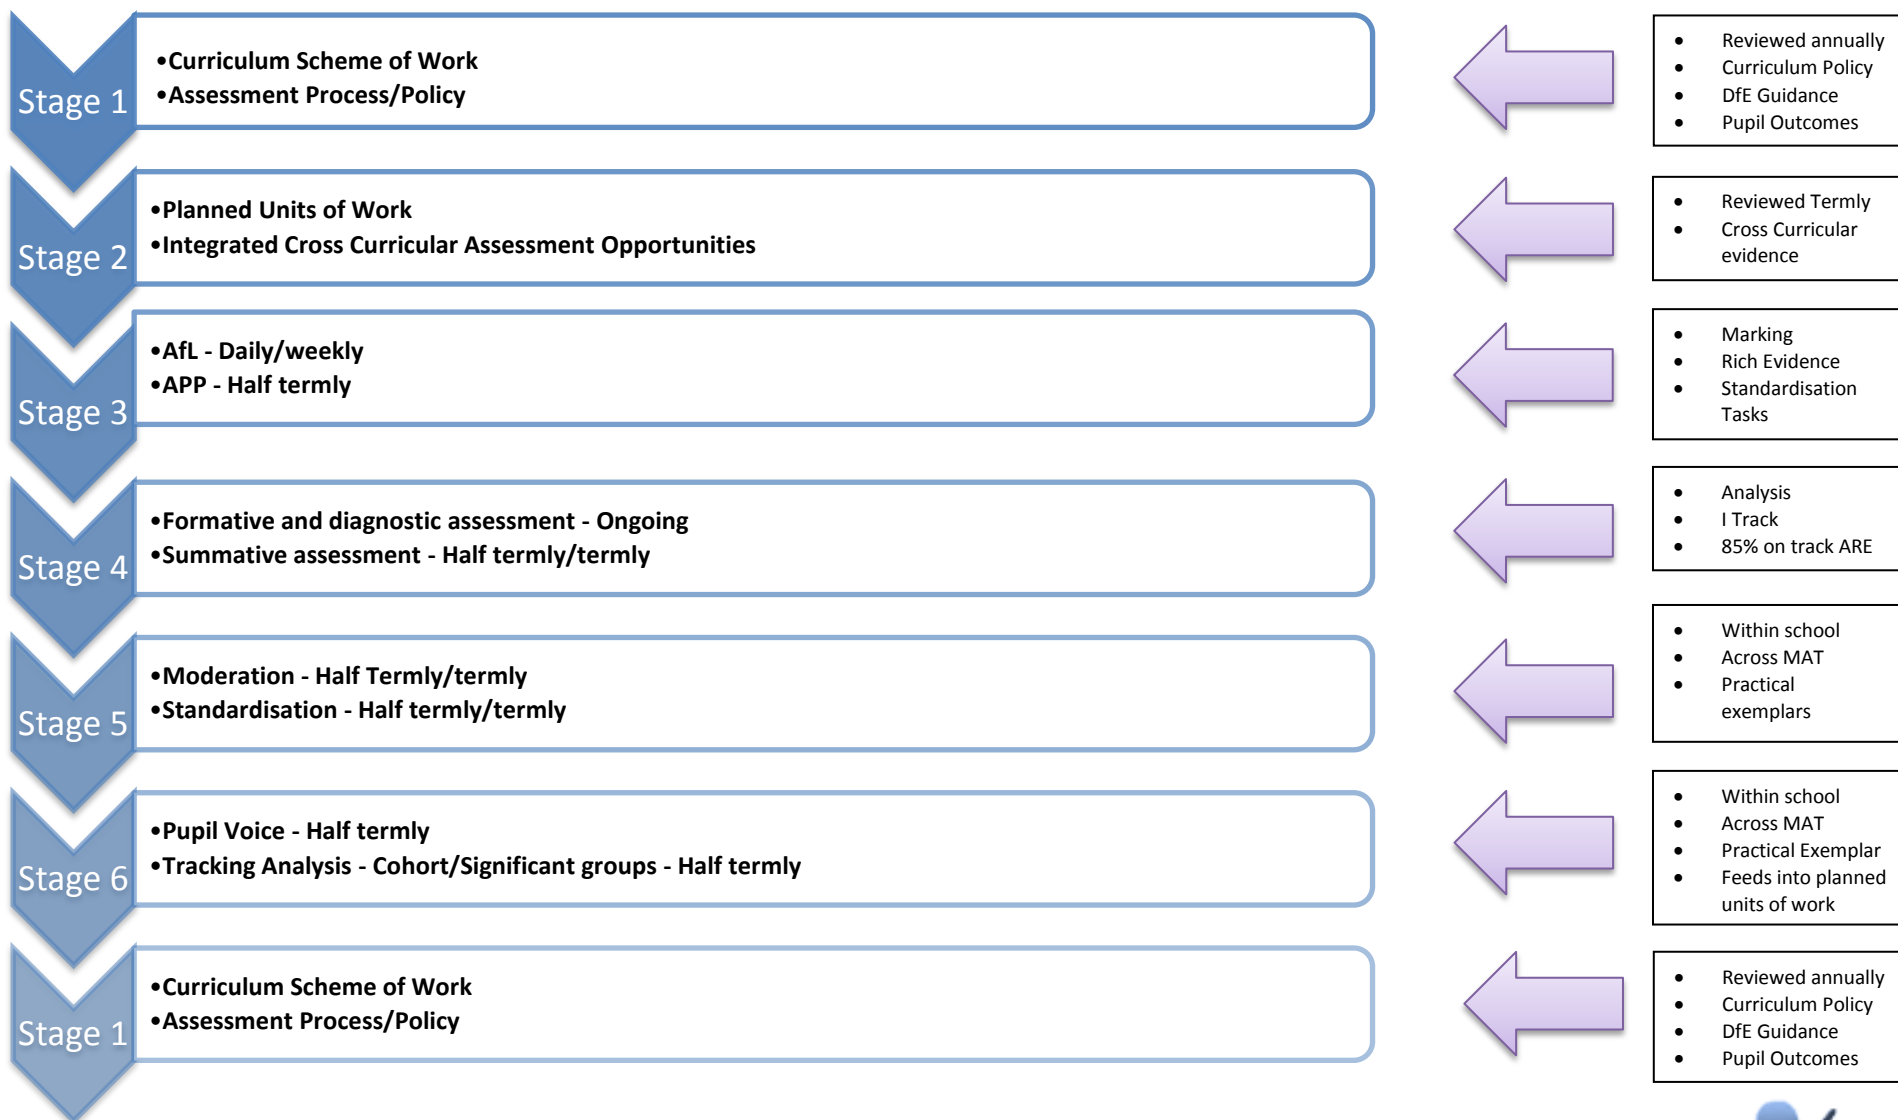 Stage 1
•Curriculum Scheme of Work
•Assessment Process/Policy
• Reviewed annually
• Curriculum Policy
• DfE Guidance
• Pupil Outcomes
Stage 2
•Planned Units of Work
•Integrated Cross Curricular Assessment Opportunities
• Reviewed Termly
• Cross Curricular
evidence
Stage 3
•AfL - Daily/weekly
•APP - Half termly
• Marking
• Rich Evidence
• Standardisation
Tasks
Stage 4
•Formative and diagnostic assessment - Ongoing
•Summative assessment - Half termly/termly
• Analysis
• I Track
• 85% on track ARE
Stage 5
•Moderation - Half Termly/termly
•Standardisation - Half termly/termly
• Within school
• Across MAT
• Practical
exemplars
Stage 6
•Pupil Voice - Half termly
•Tracking Analysis - Cohort/Significant groups - Half termly
• Within school
• Across MAT
• Practical Exemplar
• Feeds into planned
units of work
Stage 1
•Curriculum Scheme of Work
•Assessment Process/Policy
• Reviewed annually
• Curriculum Policy
• DfE Guidance
• Pupil Outcomes